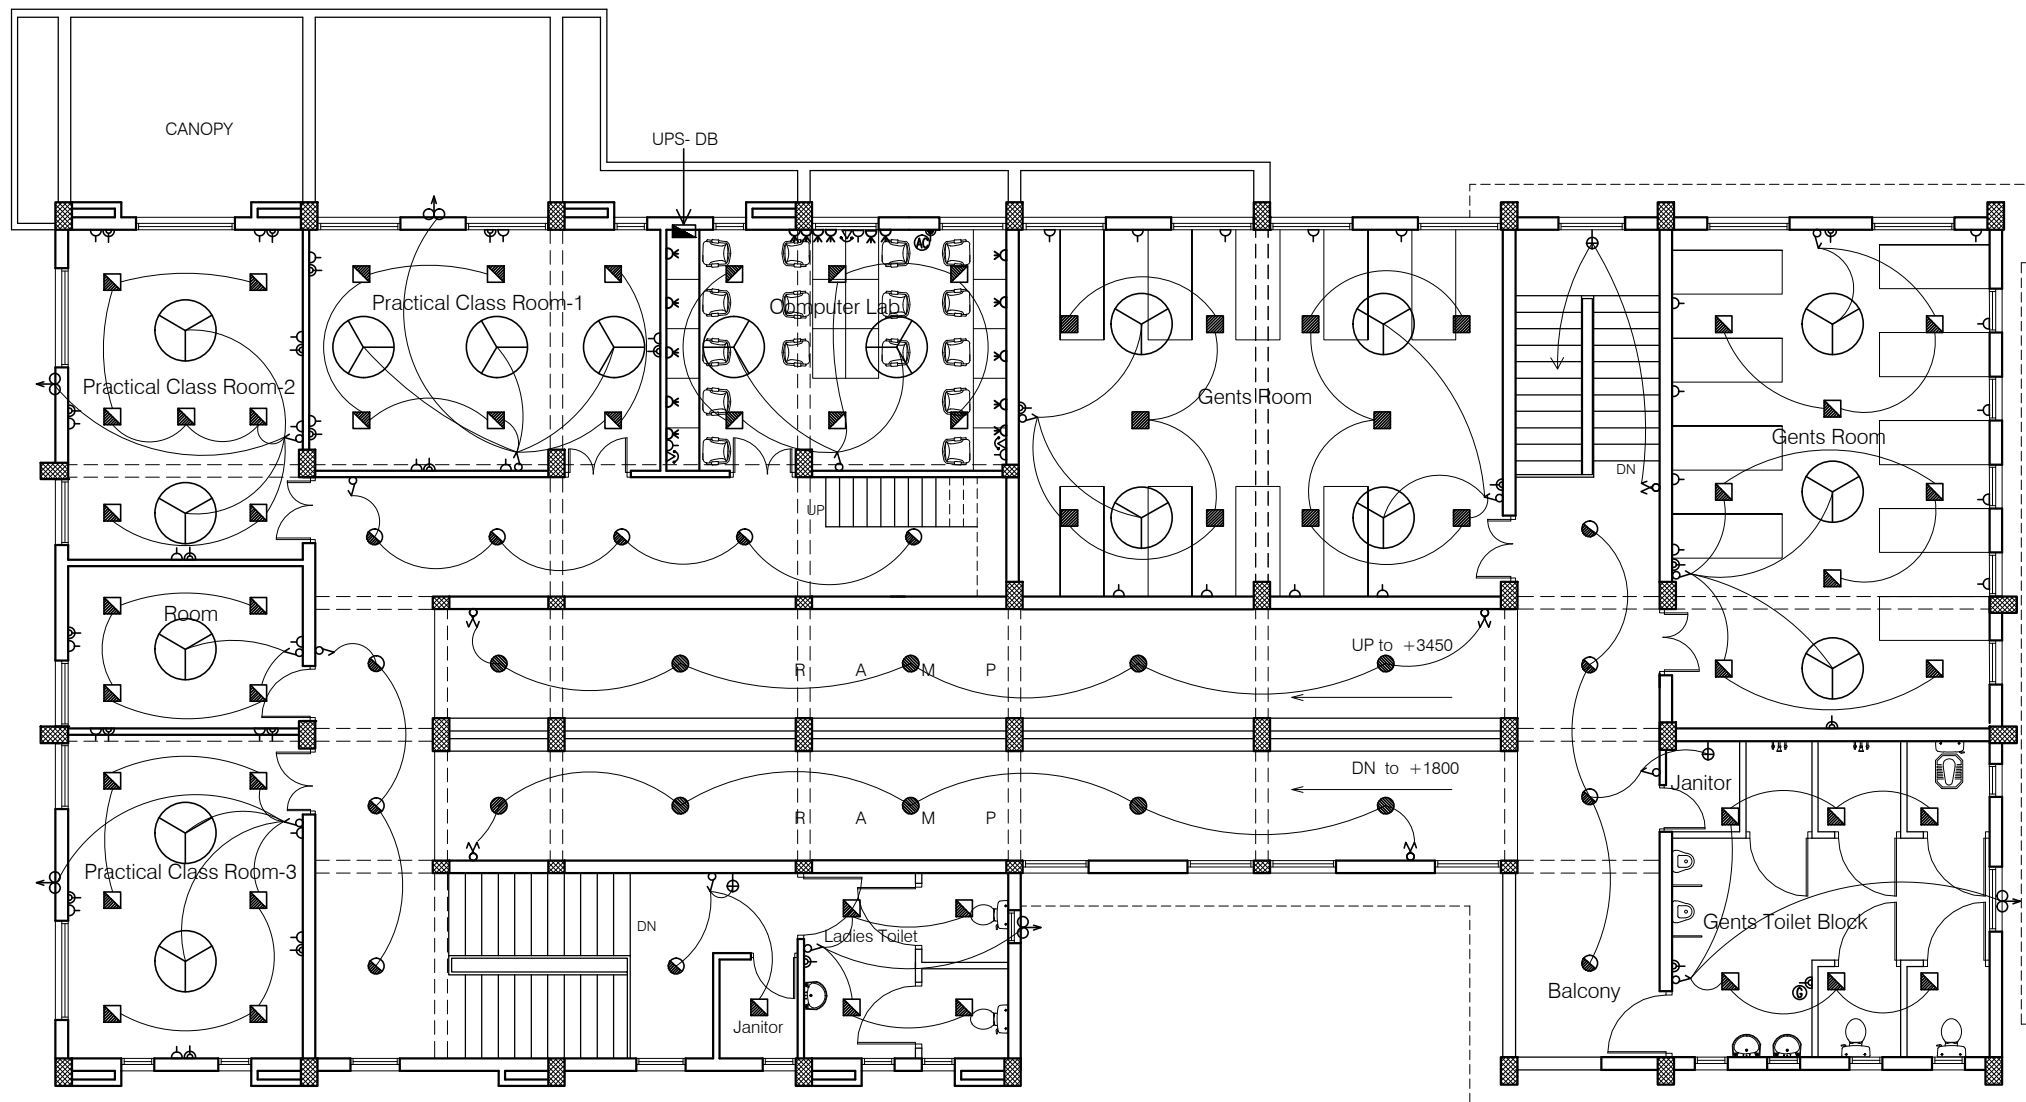 CANOPY
UPS- DB
AC
Practical Class Room-1
Computer Lab
Practical Class Room-2
Gents Room
Gents Room
DN
UP
Room
UP to +3450
R A M P
DN to +1800
Janitor
R A M P
Practical Class Room-3
DN
Ladies Toilet
Gents Toilet Block
Balcony
G
Janitor